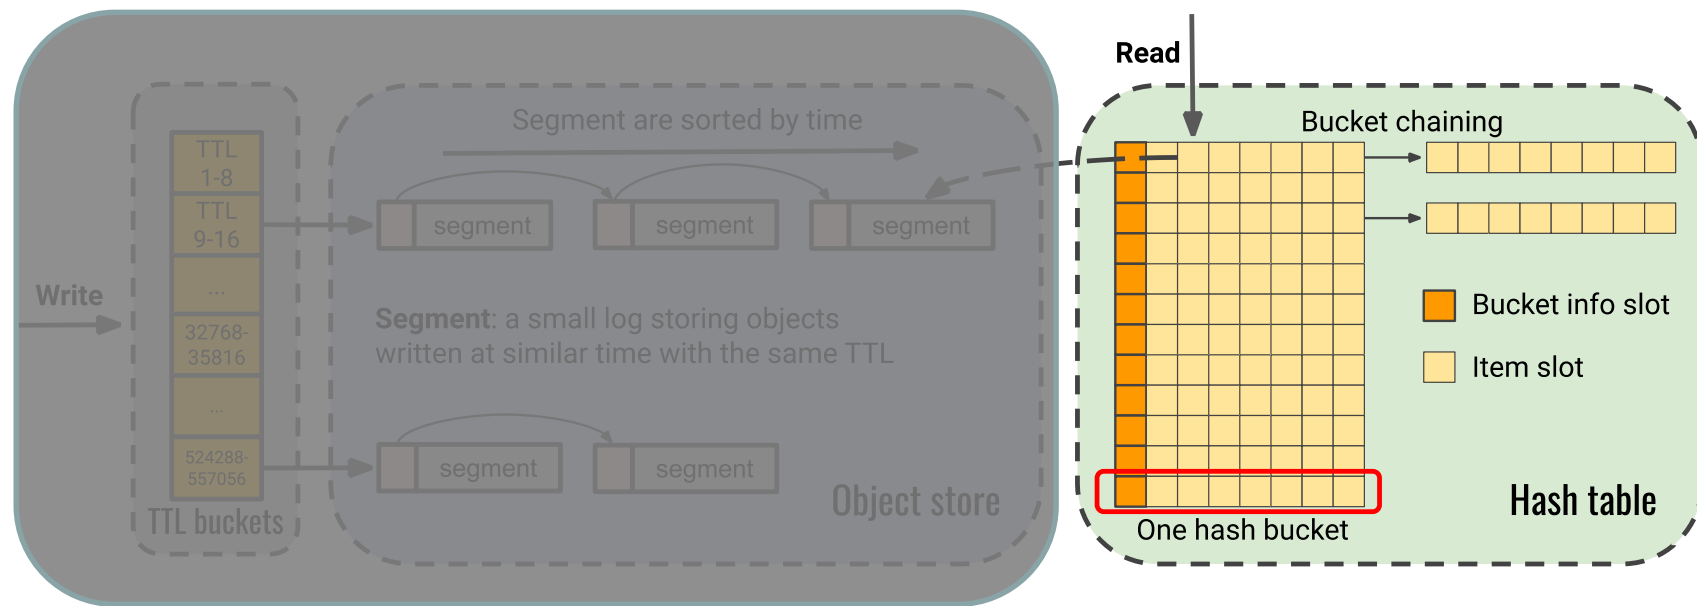 Read
Segment are sorted by time
Bucket chaining
TTL
1-8
TTL
9-16
segment
segment
segment
...
Write
Bucket info slot
Segment: a small log storing objects
written at similar time with the same TTL
32768-
35816
Item slot
...
524288-
557056
segment
segment
Object store
Hash table
TTL buckets
One hash bucket